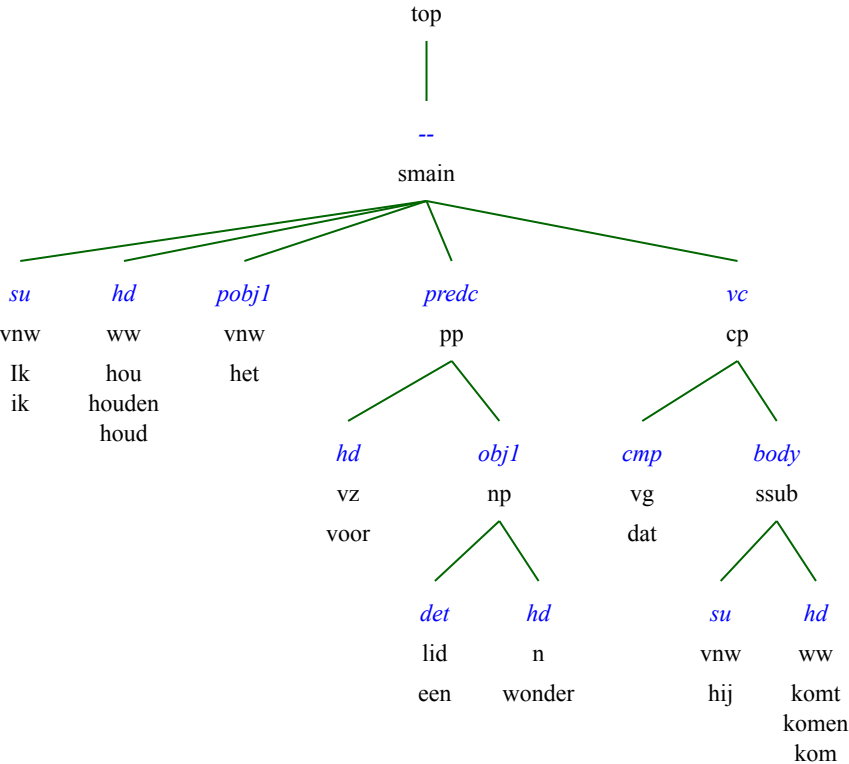 top
--
smain
su hd pobj1 predc vc
vnw ww vnw pp cp
Ik hou het
ik houden
houd
hd obj1 cmp body
vz np vg ssub
voor dat
det hd su hd
lid n vnw ww
een wonder hij komt
komen
kom